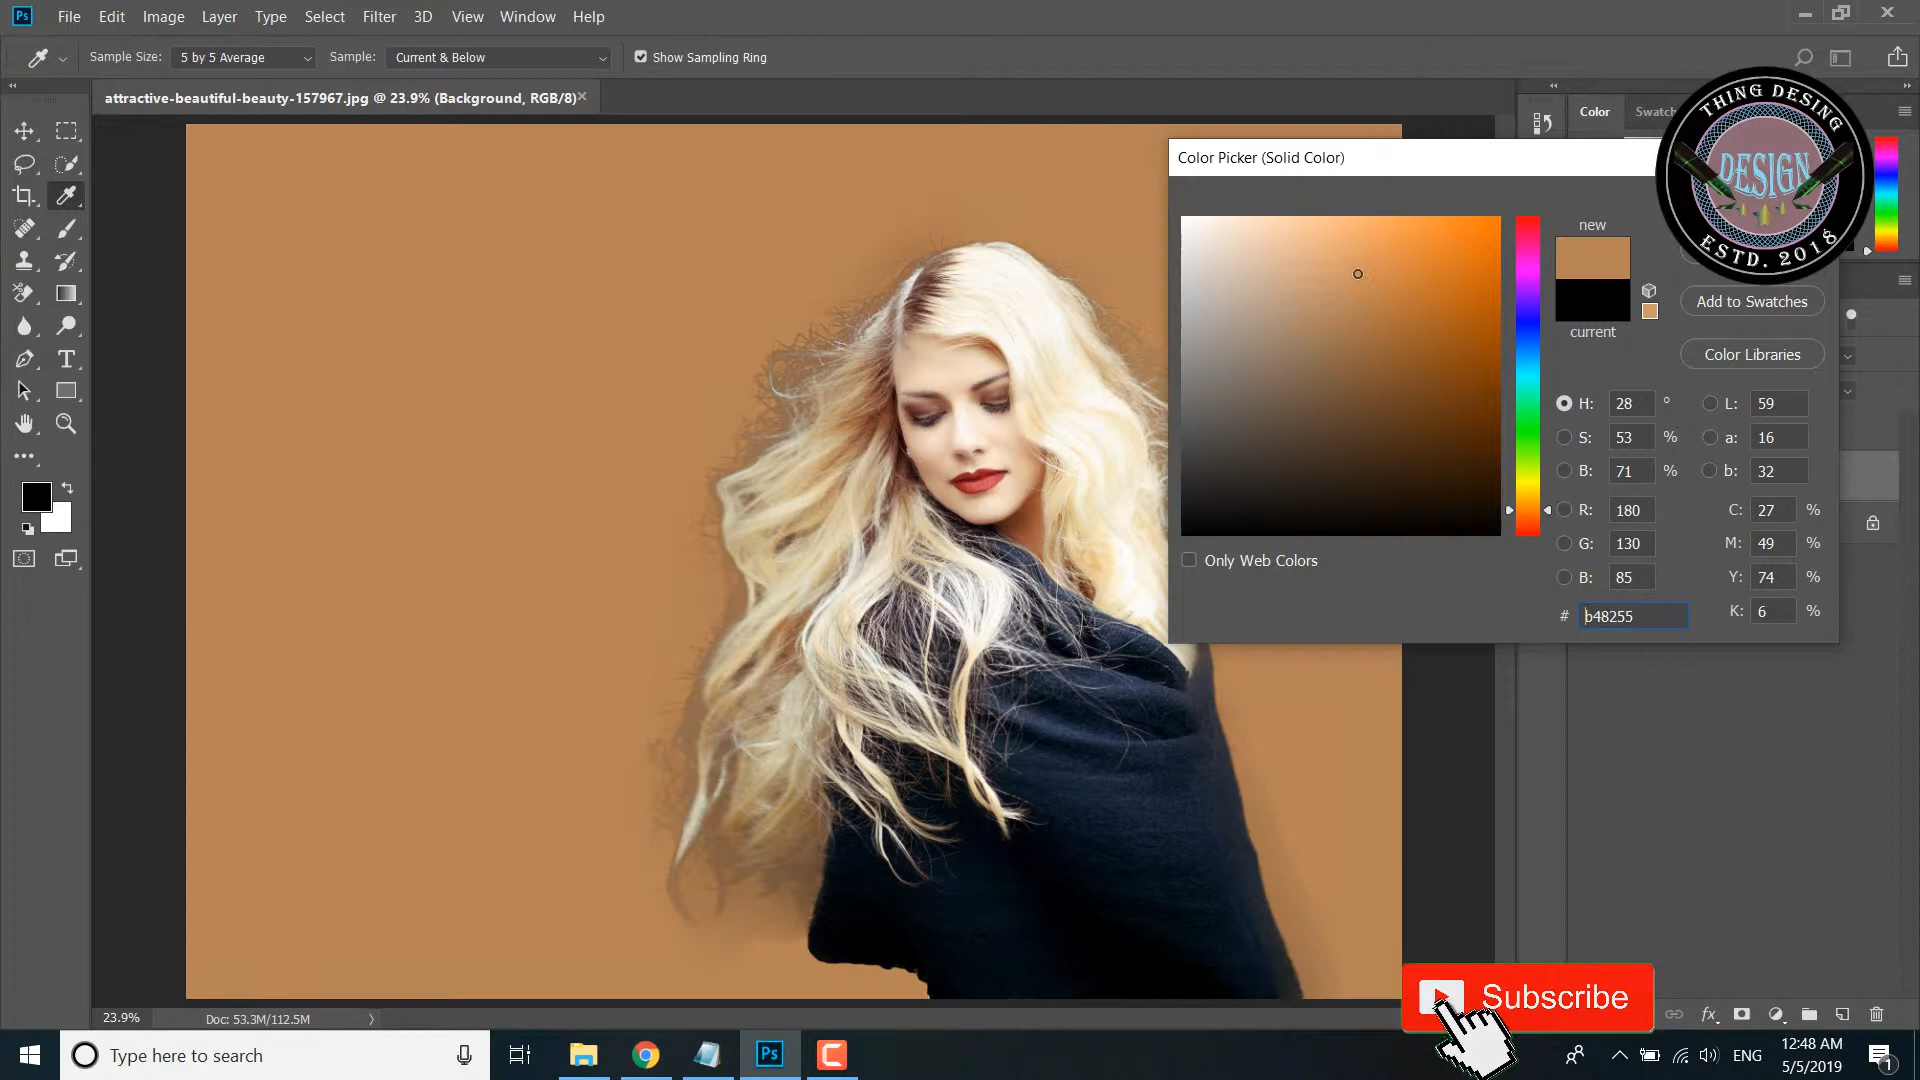 Ps File Edit Image Layer Type Select Filter 3D View Window Help
Sample Size: 5 by 5 Average Sample: Current & Below Show Sampling Ring
attractive-beautiful-beauty-157967.jpg @ 23.9% (Background, RGB/8)
Color Swatch
THING DESING
DESIGN
ESTD. 2018
Color Picker (Solid Color)
new
current
Add to Swatches
Color Libraries
H: 28 ° L: 59
S: 53 % a: 16
B: 71 % b: 32
R: 180 C: 27 %
G: 130 M: 49 %
B: 85 Y: 74 %
# b48255 K: 6 %
Only Web Colors
T
fx
Subscribe
23.9% Doc: 53.3M/112.5M
Type here to search
Ps
ENG
12:48 AM
5/5/2019
1